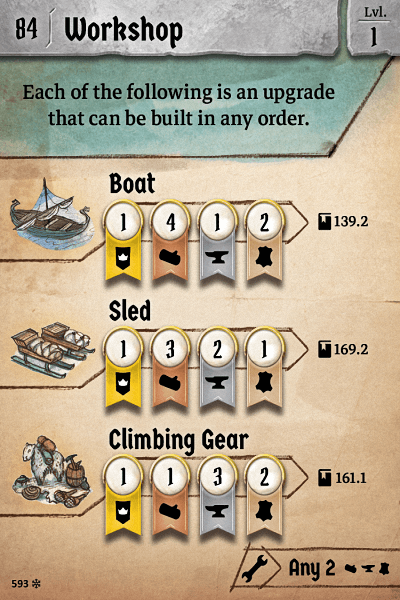 84 Workshop
Lvl.
1
Each of the following is an upgrade
that can be built in any order.
Boat
1 4 1 2
139.2
Sled
1 3 2 1
169.2
Climbing Gear
1 1 3 2
161.1
Any 2
593